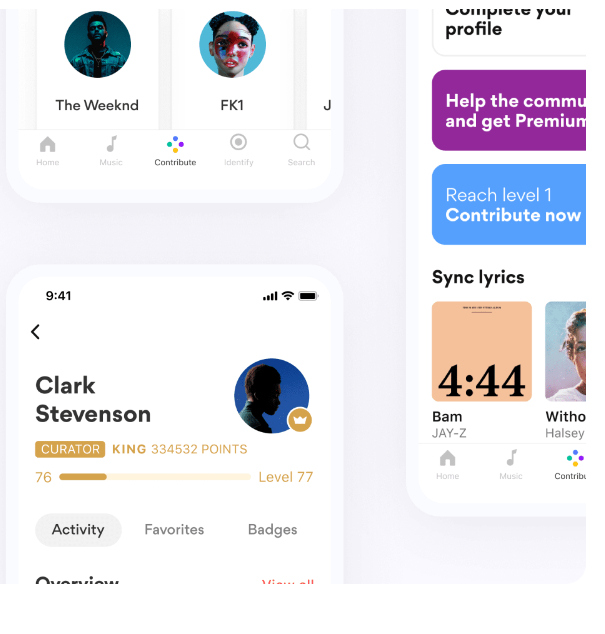 The Weeknd
FK1
J
Home
Music
Contribute
Identify
Search
9:41
Clark
Stevenson
CURATOR KING 334532 POINTS
76
Level 77
Activity
Favorites
Badges
Overview
View all
Complete your
profile
Help the commu
and get Premium
Reach level 1
Contribute now
Sync lyrics
4:44
Bam
JAY-Z
Witho
Halsey
Home
Music
Contribu